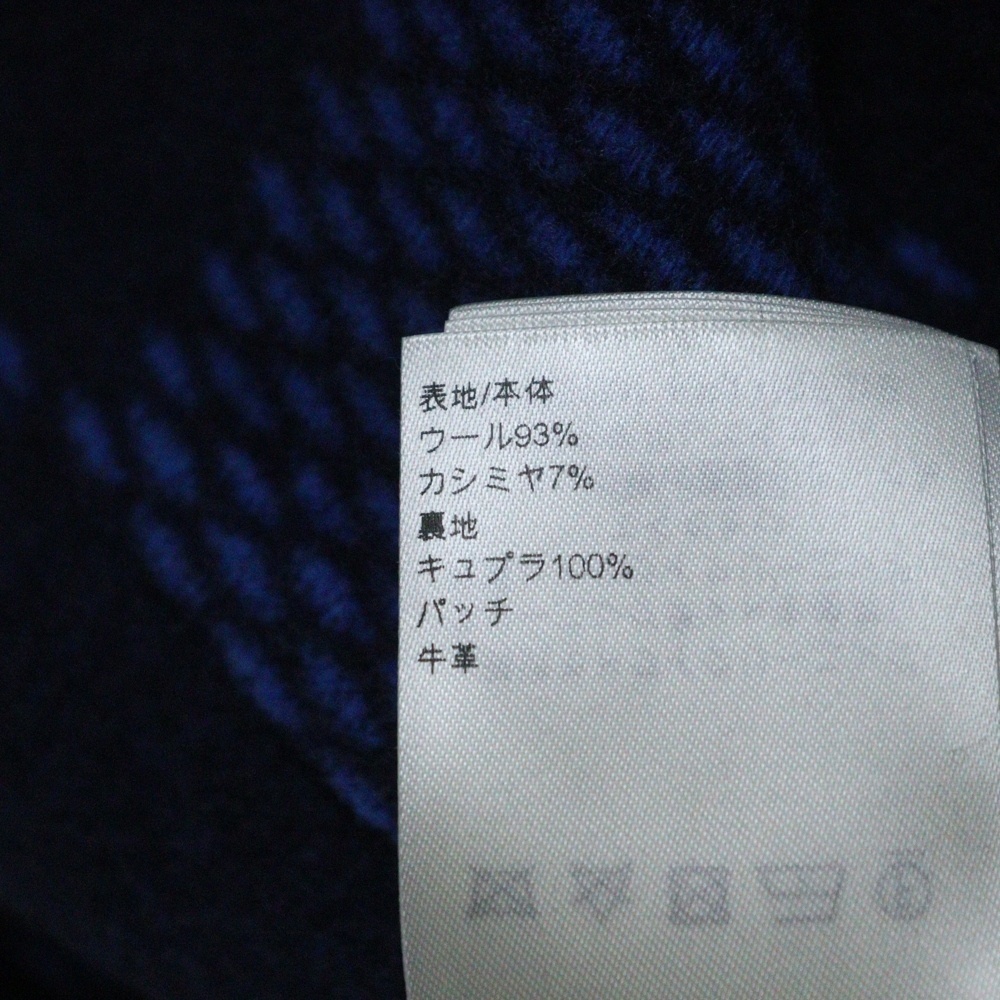 表地/本体
ウール93%
カシミヤ7%
裏地
キュプラ100%
パッチ
牛革